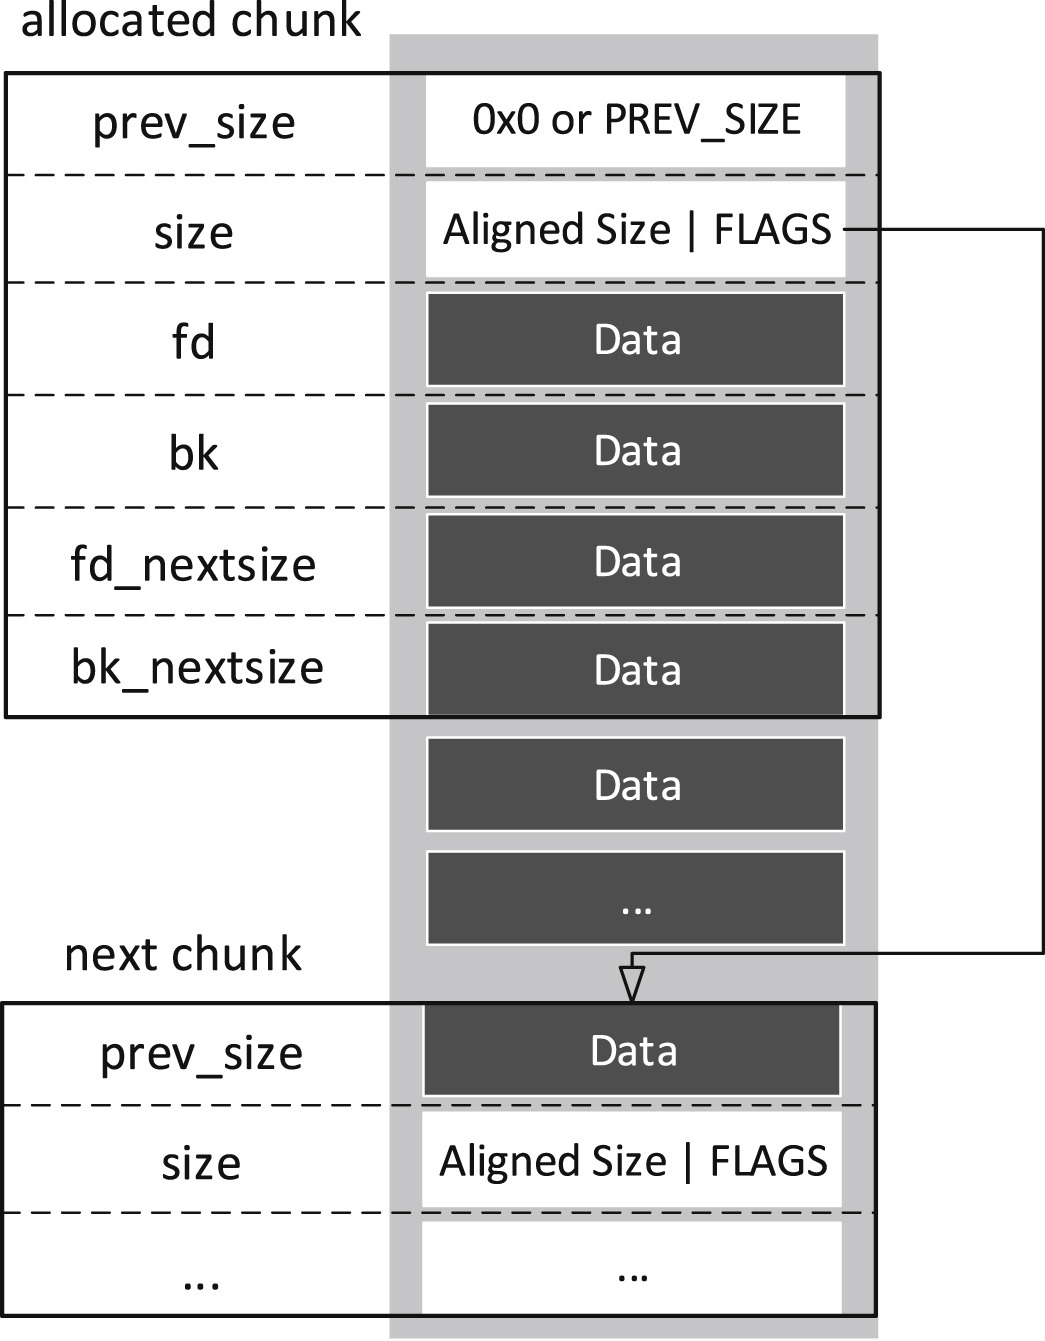 allocated chunk
prev_size 0x0 or PREV_SIZE
size Aligned Size | FLAGS
fd Data
bk Data
fd_nextsize Data
bk_nextsize Data
Data
...
next chunk
prev_size Data
size Aligned Size | FLAGS
... ...